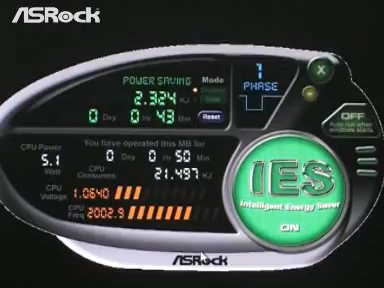 ASRock
POWER SAVING
Mode
2.324 KJ
0 Day 0 Hr 43 Min
Reset
1
PHASE
X
OFF
Auto run when
windows starts
You have operated this MB for
0 Day 0 Hr 50 Min
CPU Power
5.1
Watt
CPU
Consumes
21.497 KJ
CPU
Voltage
1.0640
CPU
Freq
2002.9
IES
Intelligent Energy Saver
ON
ASRock